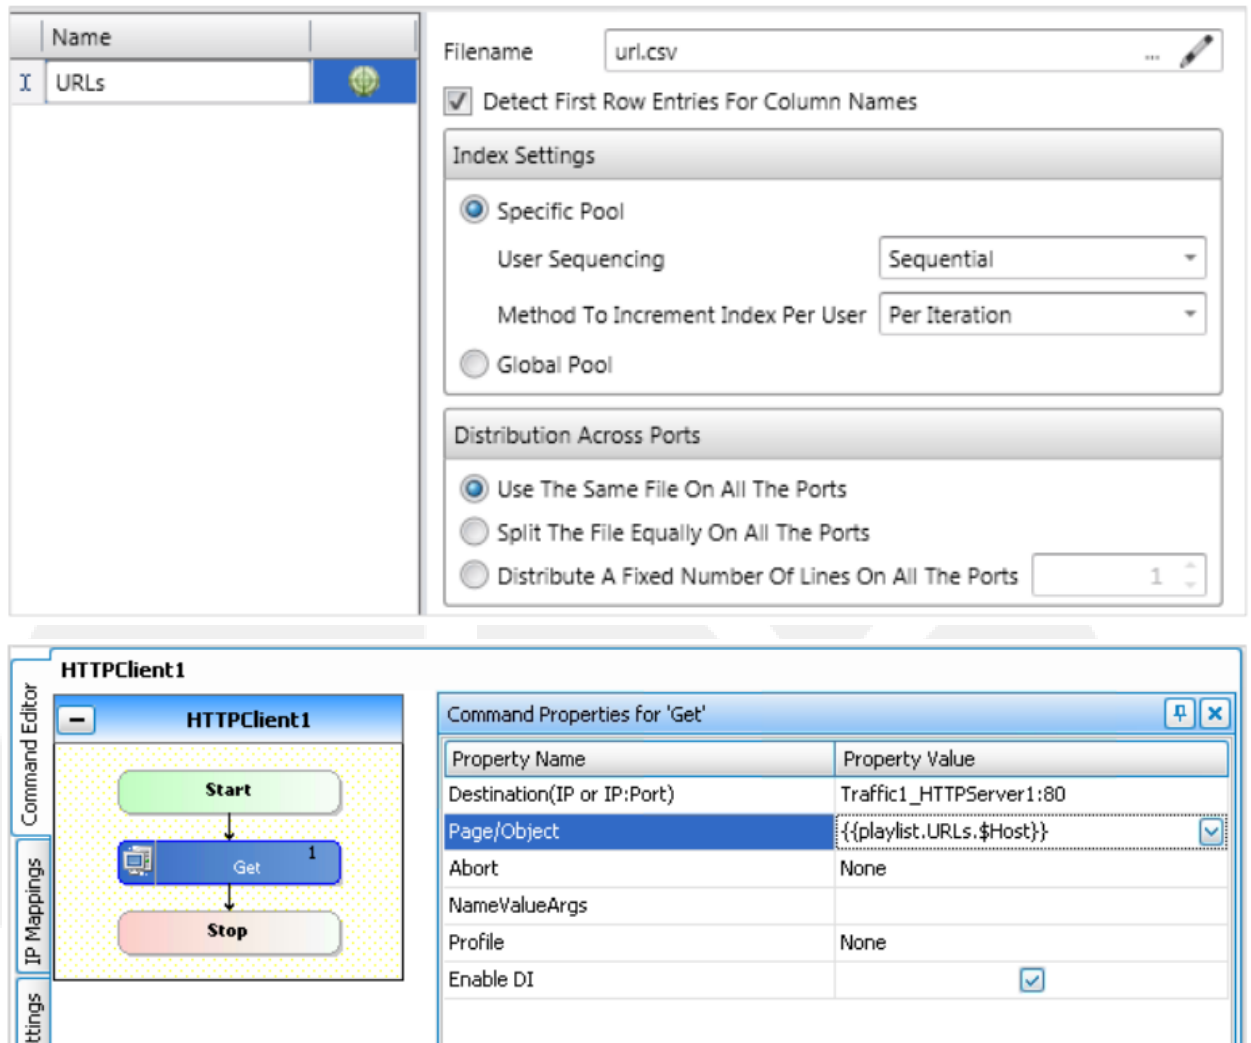 Name
URLs
Filename url.csv ...
Detect First Row Entries For Column Names
Index Settings
Specific Pool
User Sequencing Sequential
Method To Increment Index Per User Per Iteration
Global Pool
Distribution Across Ports
Use The Same File On All The Ports
Split The File Equally On All The Ports
Distribute A Fixed Number Of Lines On All The Ports 1
HTTPClient1
Command Editor
IP Mappings
ttings
HTTPClient1
Start
Get 1
Stop
Command Properties for 'Get'
Property Name Property Value
Destination(IP or IP:Port) Traffic1_HTTPServer1:80
Page/Object {{playlist.URLs.$Host}}
Abort None
NameValueArgs
Profile None
Enable DI